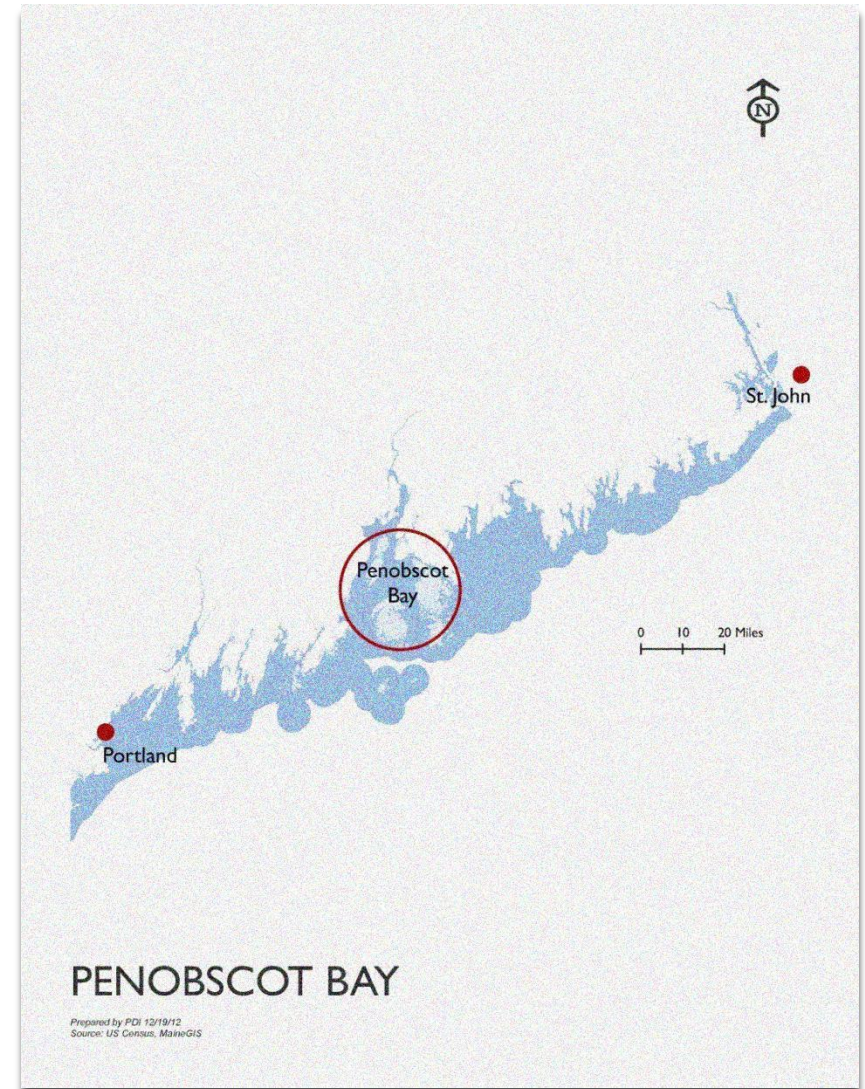 N
St. John
Penobscot
Bay
0 10 20 Miles
Portland
PENOBSCOT BAY
Prepared by PDI 12/19/12
Source: US Census, MaineGIS